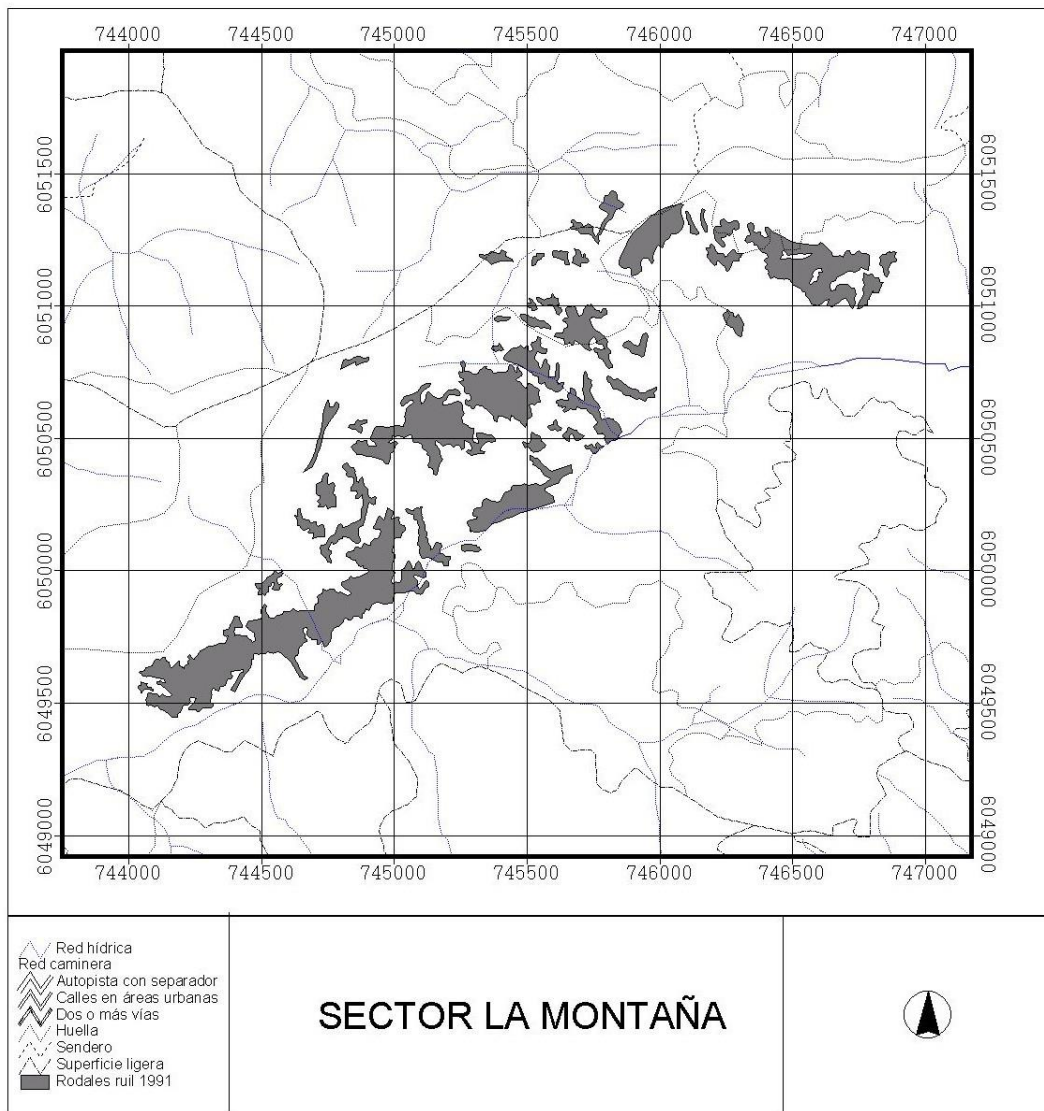 744000 744500 745000 745500 746000 746500 747000
6051500 6051500
6051000 6051000
6050500 6050500
6050000 6050000
6049500 6049500
6049000 6049000
744000 744500 745000 745500 746000 746500 747000
Red hídrica
Red caminera
Autopista con separador
Calles en áreas urbanas
Dos o más vías
Huella
Sendero
Superficie ligera
Rodales ruil 1991
SECTOR LA MONTAÑA